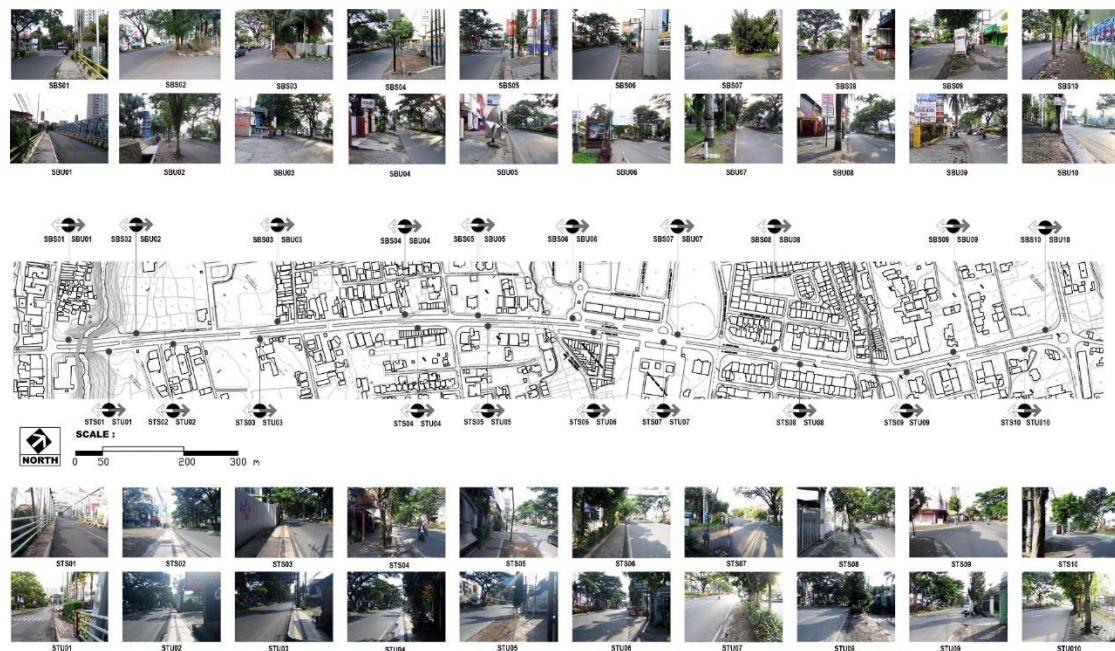 SBS01 SBS02 SBS03 SBS04 SBS05 SBS06 SBS07 SBS08 SBS09 SBS10
SBU01 SBU02 SBU03 SBU04 SBU05 SBU06 SBU07 SBU08 SBU09 SBU10
SBS01 SBU01 SBS02 SBU02 SBS03 SBU03 SBS04 SBU04 SBS05 SBU05 SBS06 SBU06 SBS07 SBU07 SBS08 SBU08 SBS09 SBU09 SBS10 SBU10
STS01 STU01 STS02 STU02 STS03 STU03 STS04 STU04 STS05 STU05 STS06 STU06 STS07 STU07 STS08 STU08 STS09 STU09 STS10 STU010
NORTH
SCALE :
0 50 200 300 M
STS01 STS02 STS03 STS04 STS05 STS06 STS07 STS08 STS09 STS10
STU01 STU02 STU03 STU04 STU05 STU06 STU07 STU08 STU09 STU010